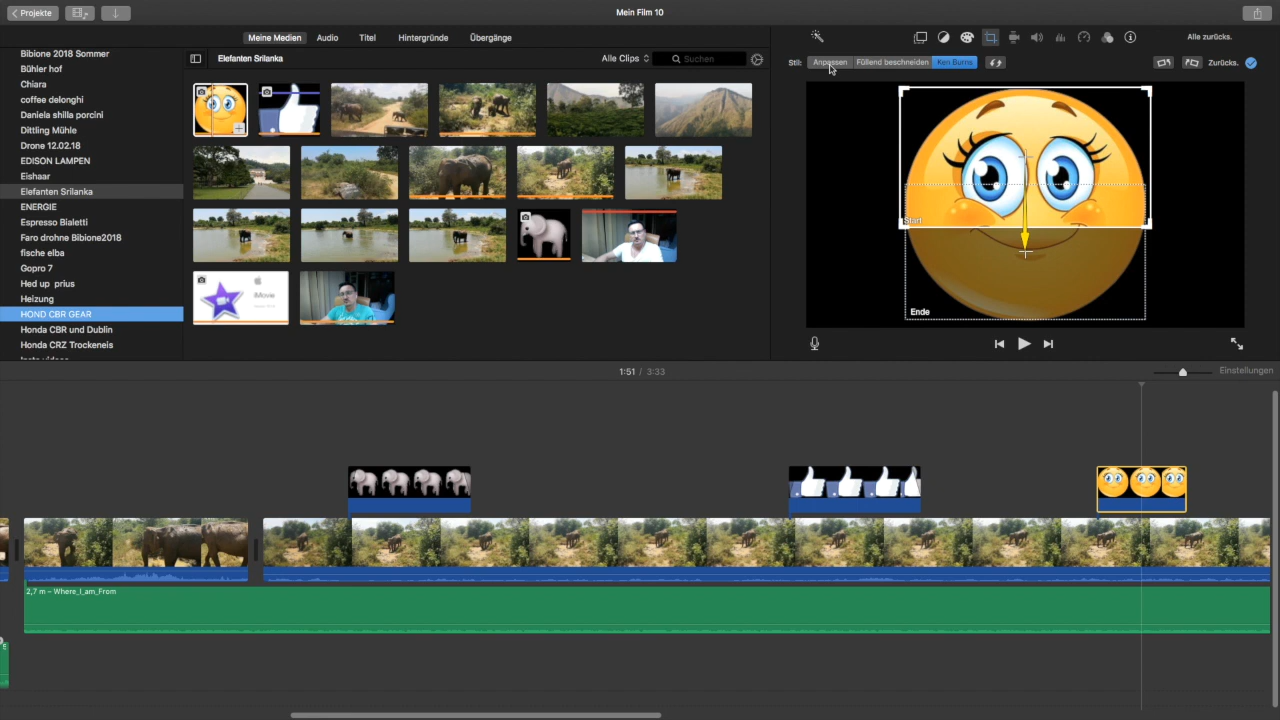 Projekte
Mein Film 10
Meine Medien
Audio
Titel
Hintergründe
Übergänge
Alle zurücks.
Bibione 2018 Sommer
Bühler hof
Chiara
coffee delonghi
Daniela shilla porcini
Dittling Mühle
Drone 12.02.18
EDISON LAMPEN
Eishaar
Elefanten Srilanka
ENERGIE
Espresso Bialetti
Faro drohne Bibione2018
fische elba
Gopro 7
Hed up prius
Heizung
HOND CBR GEAR
Honda CBR und Dublin
Honda CRZ Trockeneis
Elefanten Srilanka
Alle Clips
Suchen
iMovie
Stil:
Anpassen
Füllend beschneiden
Ken Burns
Zurücks.
Start
Ende
1:51 / 3:33
Einstellungen
2,7 m – Where_I_am_From